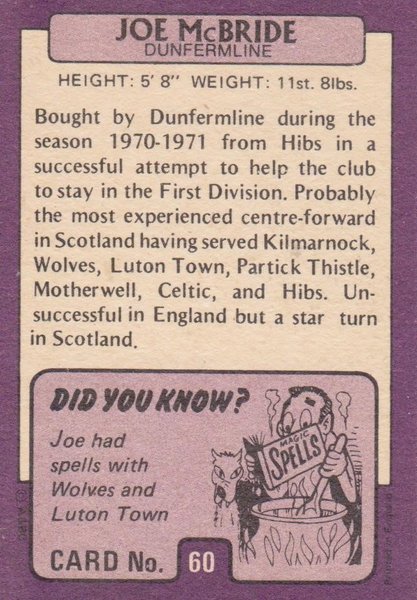 JOE McBRIDE
DUNFERMLINE
HEIGHT: 5' 8" WEIGHT: 11st. 8lbs.
Bought by Dunfermline during the
season 1970-1971 from Hibs in a
successful attempt to help the club
to stay in the First Division. Probably
the most experienced centre-forward
in Scotland having served Kilmarnock,
Wolves, Luton Town, Partick Thistle,
Motherwell, Celtic, and Hibs. Un-
successful in England but a star turn
in Scotland.
DID YOU KNOW?
Joe had
spells with
Wolves and
Luton Town
MAGIC
SPELLS
CARD No. 60